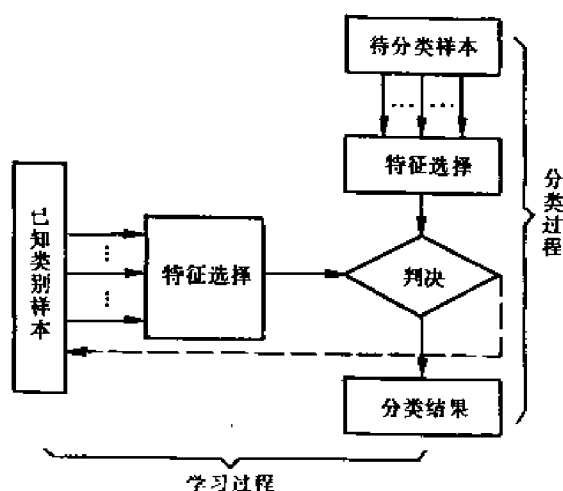 待分类样本
特征选择
分类过程
已知类别样本
特征选择
判决
分类结果
学习过程